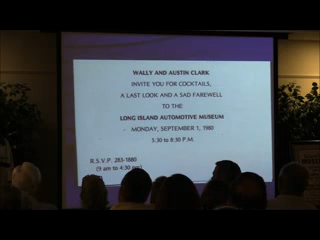 WALLY AND AUSTIN CLARK
INVITE YOU FOR COCKTAILS,
A LAST LOOK AND A SAD FAREWELL
TO THE
LONG ISLAND AUTOMOTIVE MUSEUM
MONDAY, SEPTEMBER 1, 1980
5:30 to 8:30 P.M.
R.S.V.P. 283-1880
(9 am to 4:30 pm)